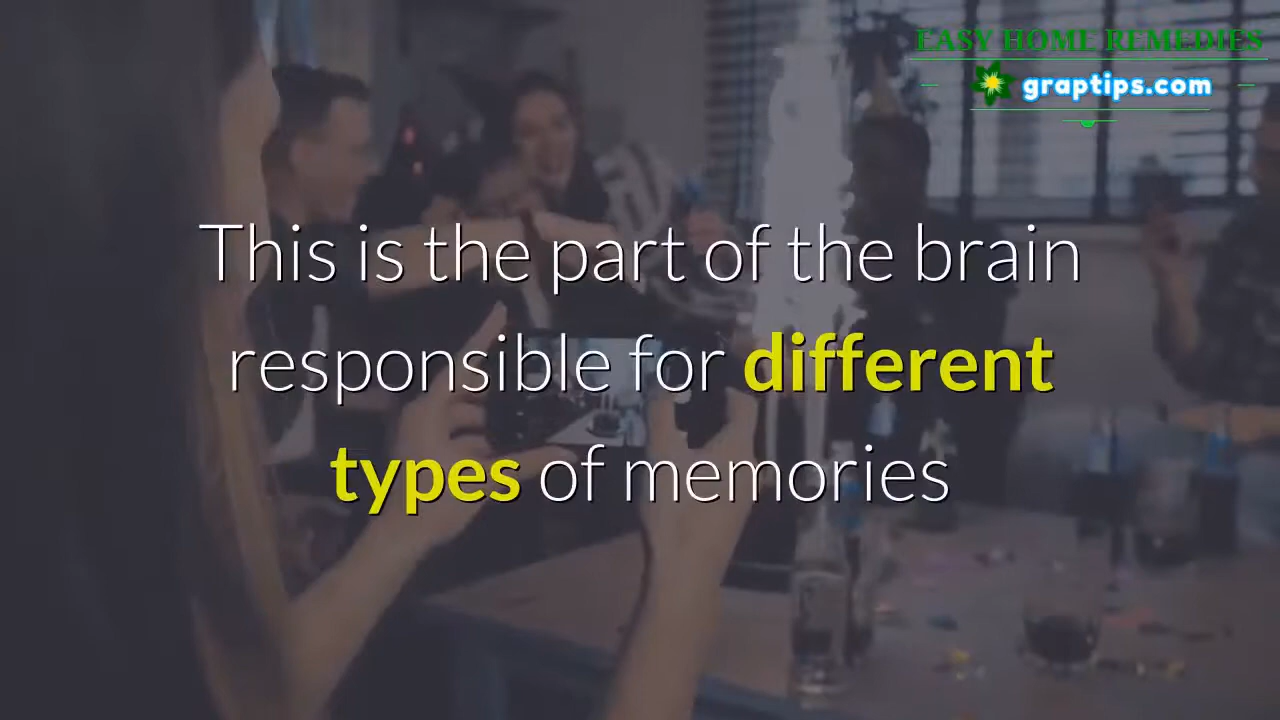 EASY HOME REMEDIES
graptips.com
This is the part of the brain
responsible for different
types of memories